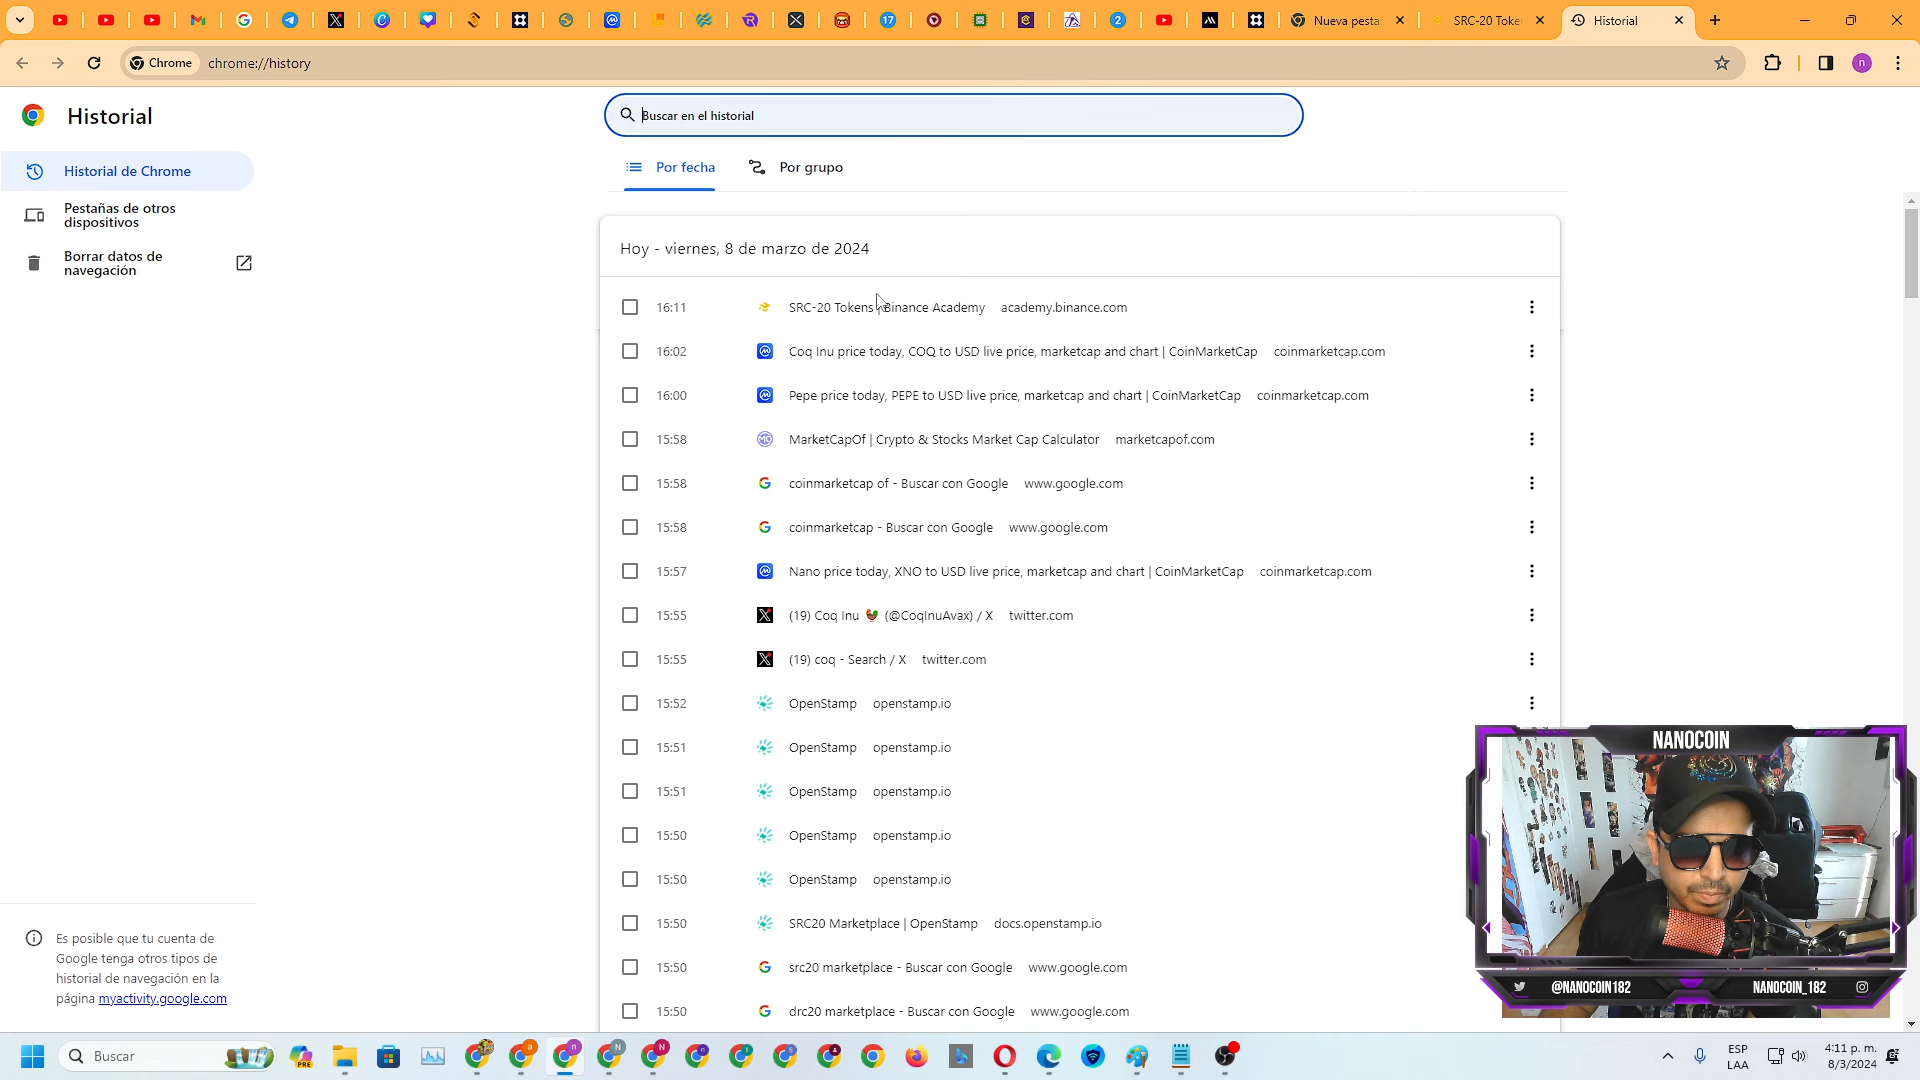 Nueva pesta
SRC-20 Toke
Historial
Chrome
chrome://history
n
Historial
Buscar en el historial
Historial de Chrome
Por fecha
Por grupo
Pestañas de otros
dispositivos
Borrar datos de
navegación
Hoy - viernes, 8 de marzo de 2024
16:11 SRC-20 Tokens | Binance Academy academy.binance.com
16:02 Coq Inu price today, COQ to USD live price, marketcap and chart | CoinMarketCap coinmarketcap.com
16:00 Pepe price today, PEPE to USD live price, marketcap and chart | CoinMarketCap coinmarketcap.com
15:58 MarketCapOf | Crypto & Stocks Market Cap Calculator marketcapof.com
15:58 coinmarketcap of - Buscar con Google www.google.com
15:58 coinmarketcap - Buscar con Google www.google.com
15:57 Nano price today, XNO to USD live price, marketcap and chart | CoinMarketCap coinmarketcap.com
15:55 (19) Coq Inu 🐓 (@CoqInuAvax) / X twitter.com
15:55 (19) coq - Search / X twitter.com
15:52 OpenStamp openstamp.io
15:51 OpenStamp openstamp.io
15:51 OpenStamp openstamp.io
15:50 OpenStamp openstamp.io
15:50 OpenStamp openstamp.io
15:50 SRC20 Marketplace | OpenStamp docs.openstamp.io
15:50 src20 marketplace - Buscar con Google www.google.com
15:50 drc20 marketplace - Buscar con Google www.google.com
Es posible que tu cuenta de
Google tenga otros tipos de
historial de navegación en la
página myactivity.google.com
NANOCOIN
@NANOCOIN182
NANOCOIN_182
Buscar
ESP
LAA
4:11 p. m.
8/3/2024